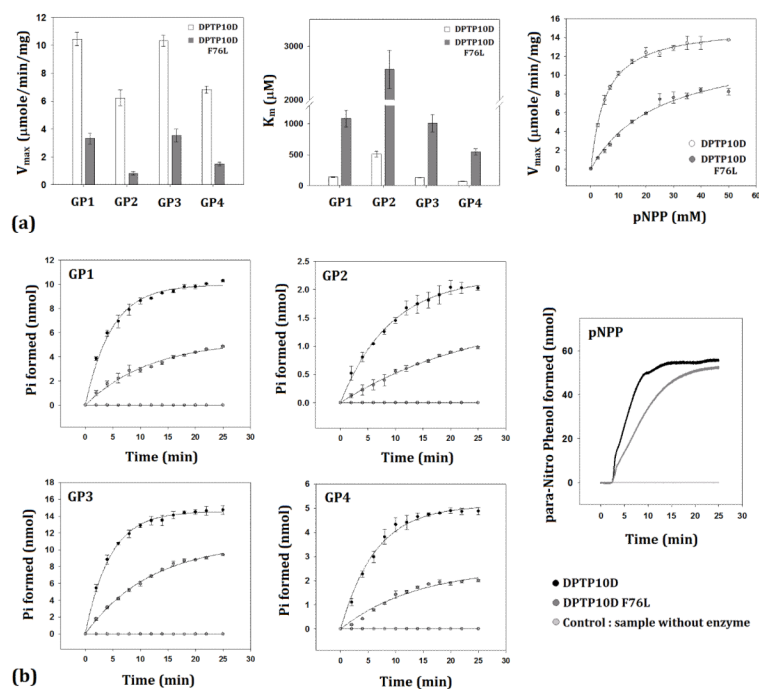 DPTP10D
DPTP10D
F76L
12
10
8
6
4
2
0
Vmax (µmole/min/mg)
GP1 GP2 GP3 GP4
DPTP10D
DPTP10D
F76L
3000
2000
1000
500
0
Km (µM)
GP1 GP2 GP3 GP4
16
14
12
10
8
6
4
2
0
Vmax (µmole/min/mg)
DPTP10D
DPTP10D
F76L
0 10 20 30 40 50 60
pNPP (mM)
(a)
GP1
12
10
8
6
4
2
0
Pi formed (nmol)
0 5 10 15 20 25 30
Time (min)
GP2
2.5
2.0
1.5
1.0
0.5
0.0
Pi formed (nmol)
0 5 10 15 20 25 30
Time (min)
pNPP
60
40
20
0
para-Nitro Phenol formed (nmol)
0 5 10 15 20 25 30
Time (min)
GP3
18
16
14
12
10
8
6
4
2
0
Pi formed (nmol)
0 5 10 15 20 25 30
Time (min)
GP4
6
5
4
3
2
1
0
Pi formed (nmol)
0 5 10 15 20 25 30
Time (min)
DPTP10D
DPTP10D F76L
Control : sample without enzyme
(b)